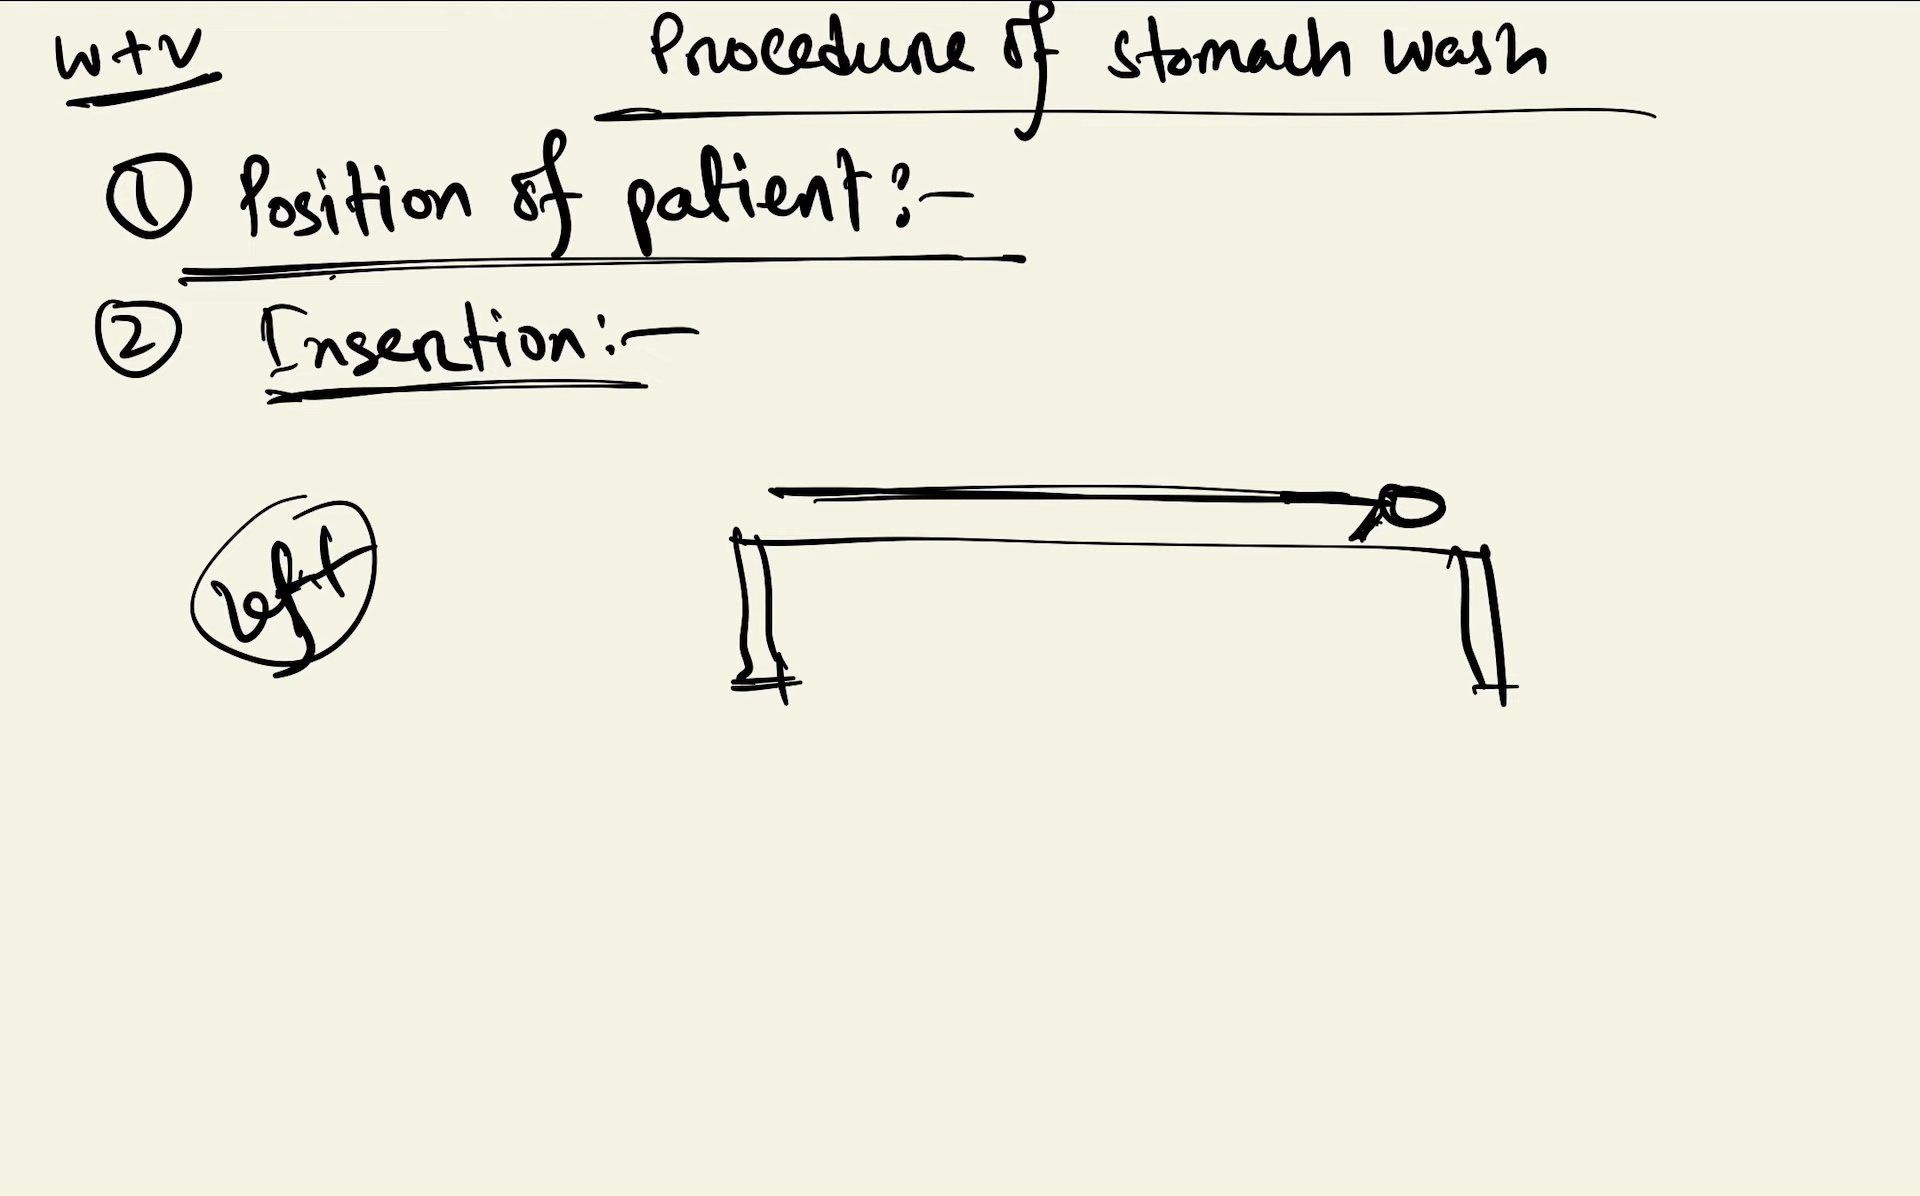 w+v
Procedure of stomach wash
① Position of patient:-
② Insertion:-
left